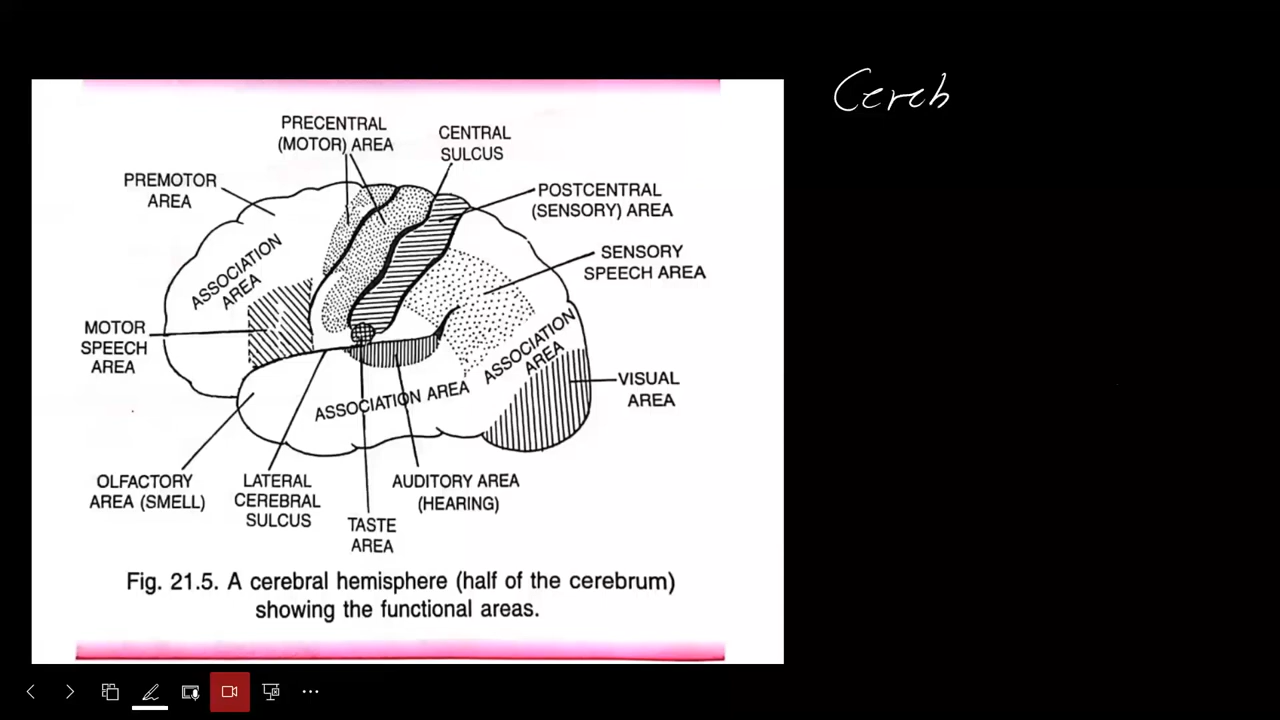 Cereb
PRECENTRAL
(MOTOR) AREA
CENTRAL
SULCUS
PREMOTOR
AREA
POSTCENTRAL
(SENSORY) AREA
SENSORY
SPEECH AREA
ASSOCIATION
AREA
MOTOR
SPEECH
AREA
ASSOCIATION
AREA
ASSOCIATION AREA
VISUAL
AREA
OLFACTORY
AREA (SMELL)
LATERAL
CEREBRAL
SULCUS
TASTE
AREA
AUDITORY AREA
(HEARING)
Fig. 21.5. A cerebral hemisphere (half of the cerebrum)
showing the functional areas.